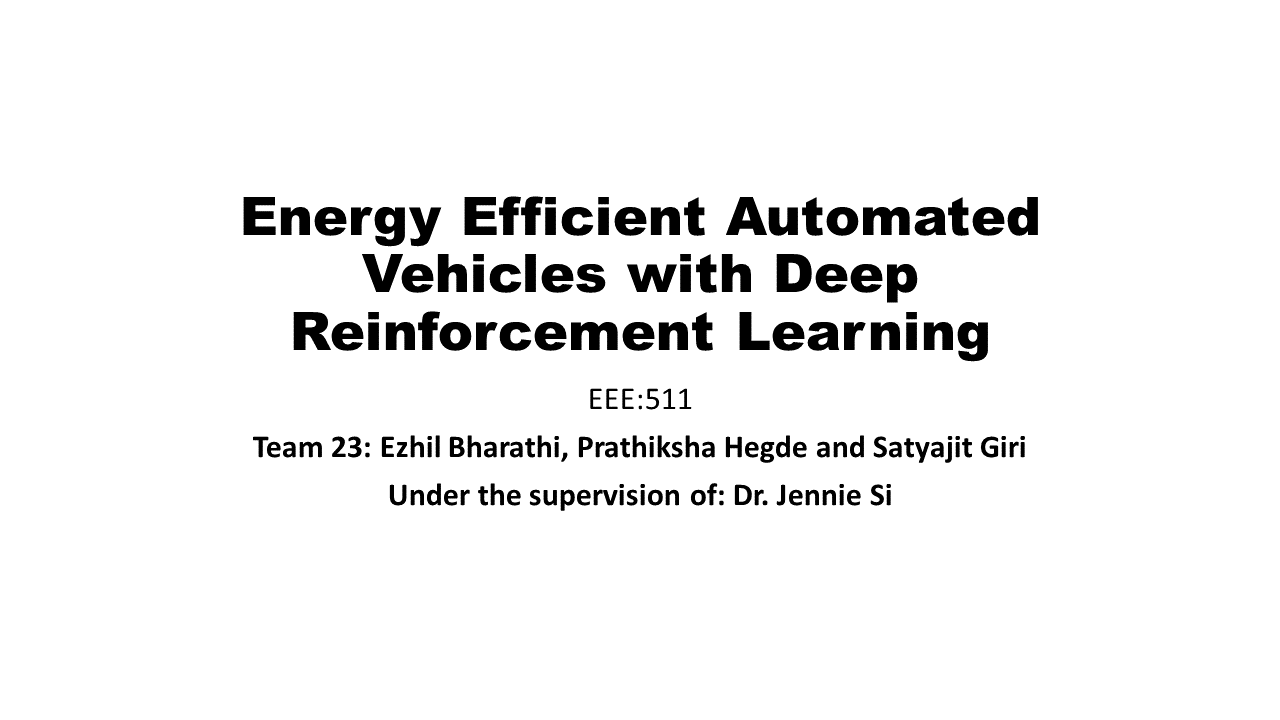 Energy Efficient Automated
Vehicles with Deep
Reinforcement Learning
EEE:511
Team 23: Ezhil Bharathi, Prathiksha Hegde and Satyajit Giri
Under the supervision of: Dr. Jennie Si